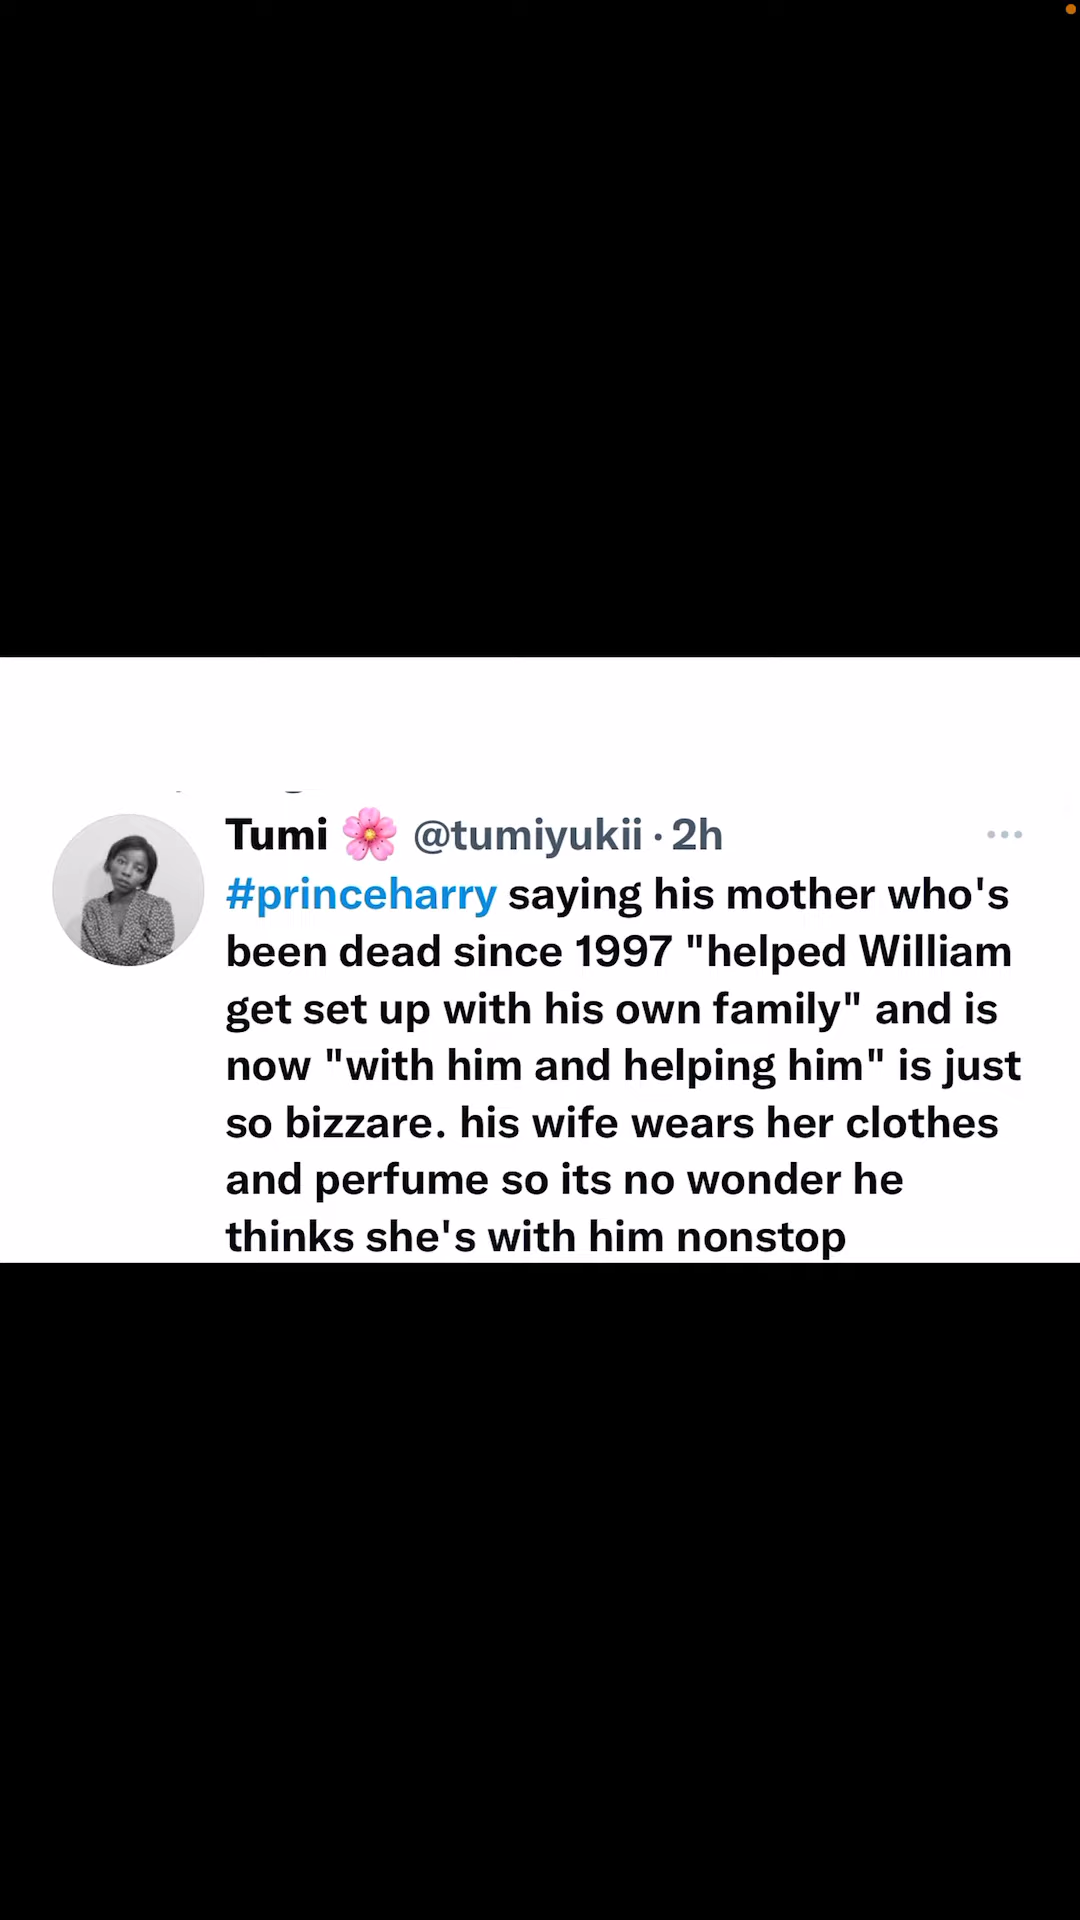 Tumi 🌸 @tumiyukii · 2h
#princeharry saying his mother who's
been dead since 1997 "helped William
get set up with his own family" and is
now "with him and helping him" is just
so bizzare. his wife wears her clothes
and perfume so its no wonder he
thinks she's with him nonstop